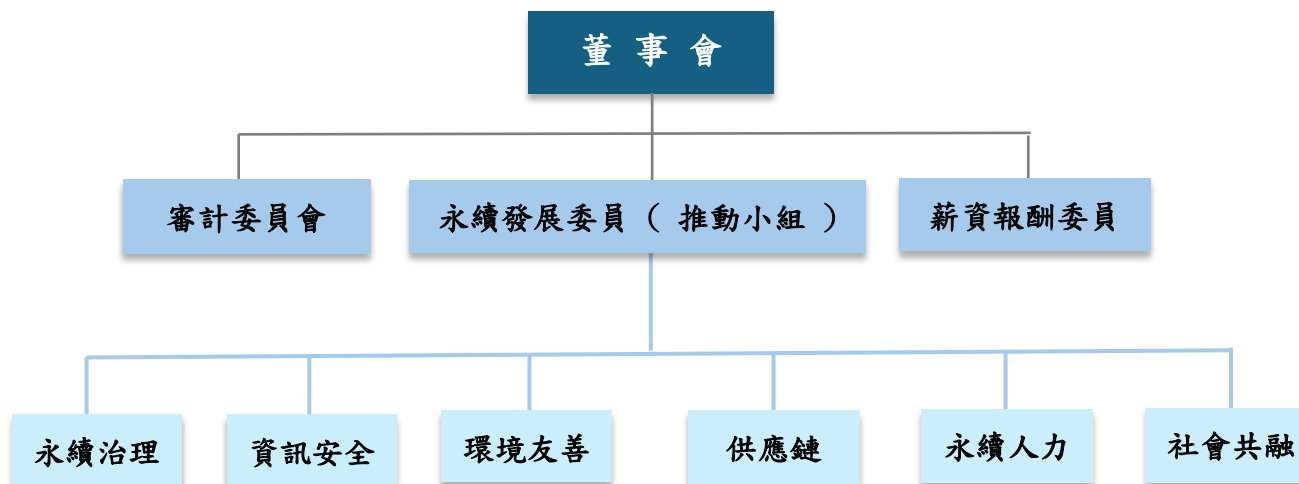 董 事 會
審計委員會
永續發展委員 ( 推動小組 )
薪資報酬委員
永續治理
資訊安全
環境友善
供應鏈
永續人力
社會共融